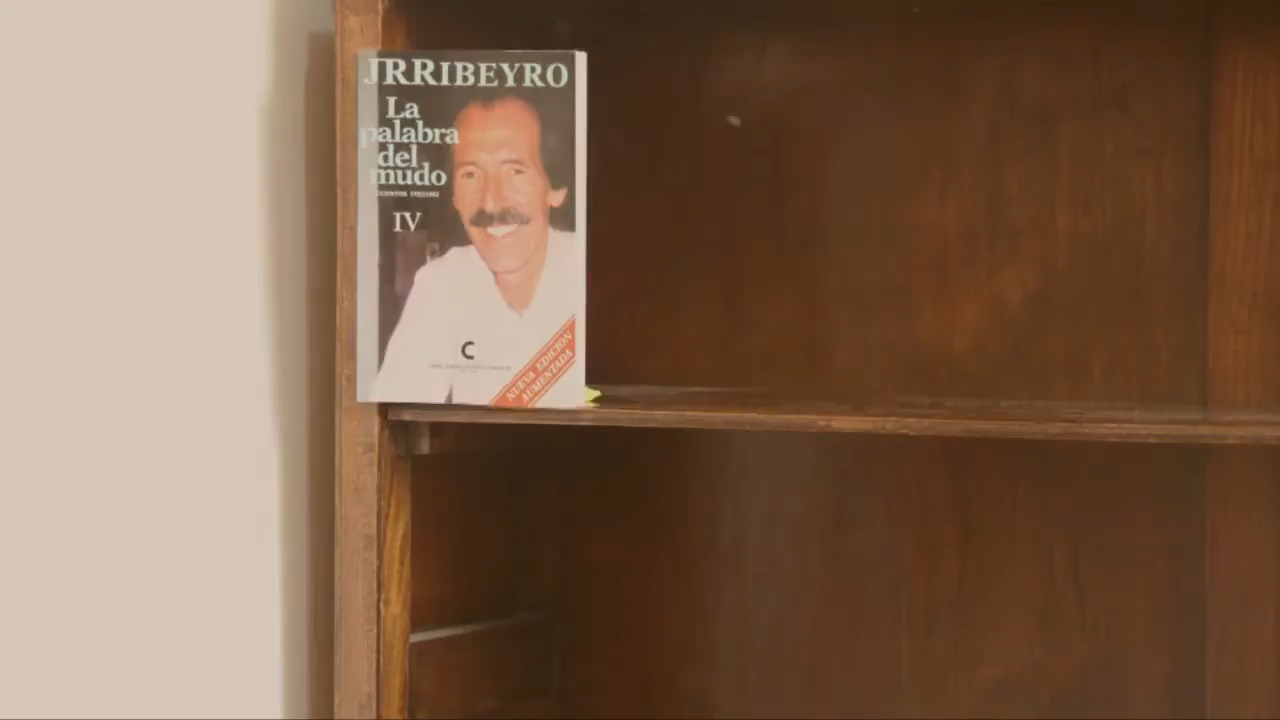 JRRIBEYRO
La
palabra
del
mudo
IV
C
NUEVA EDICION
AUMENTADA